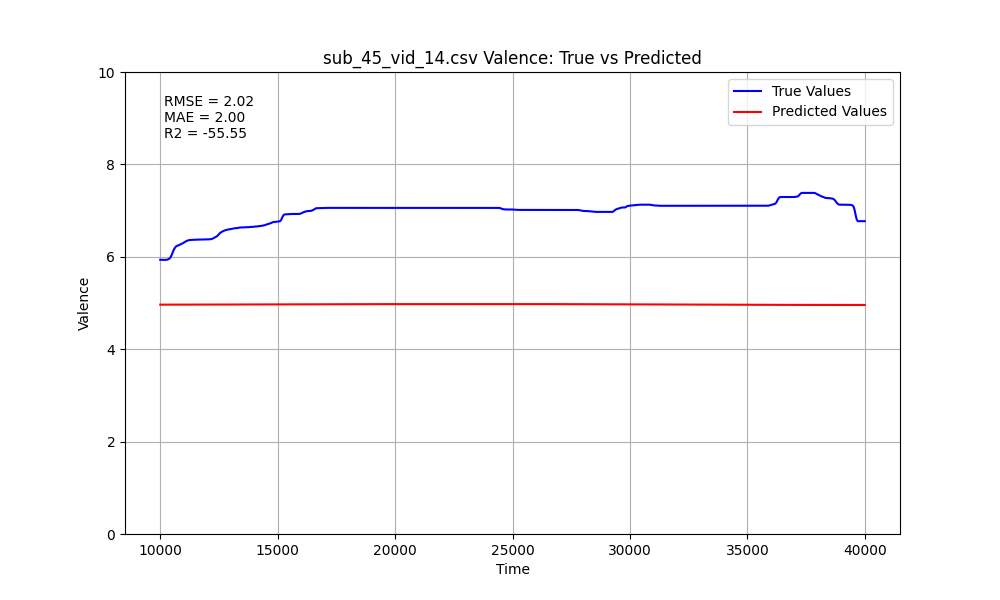 sub_45_vid_14.csv Valence: True vs Predicted
RMSE = 2.02
MAE = 2.00
R2 = -55.55
True Values
Predicted Values
10
8
6
4
2
0
Valence
10000 15000 20000 25000 30000 35000 40000
Time